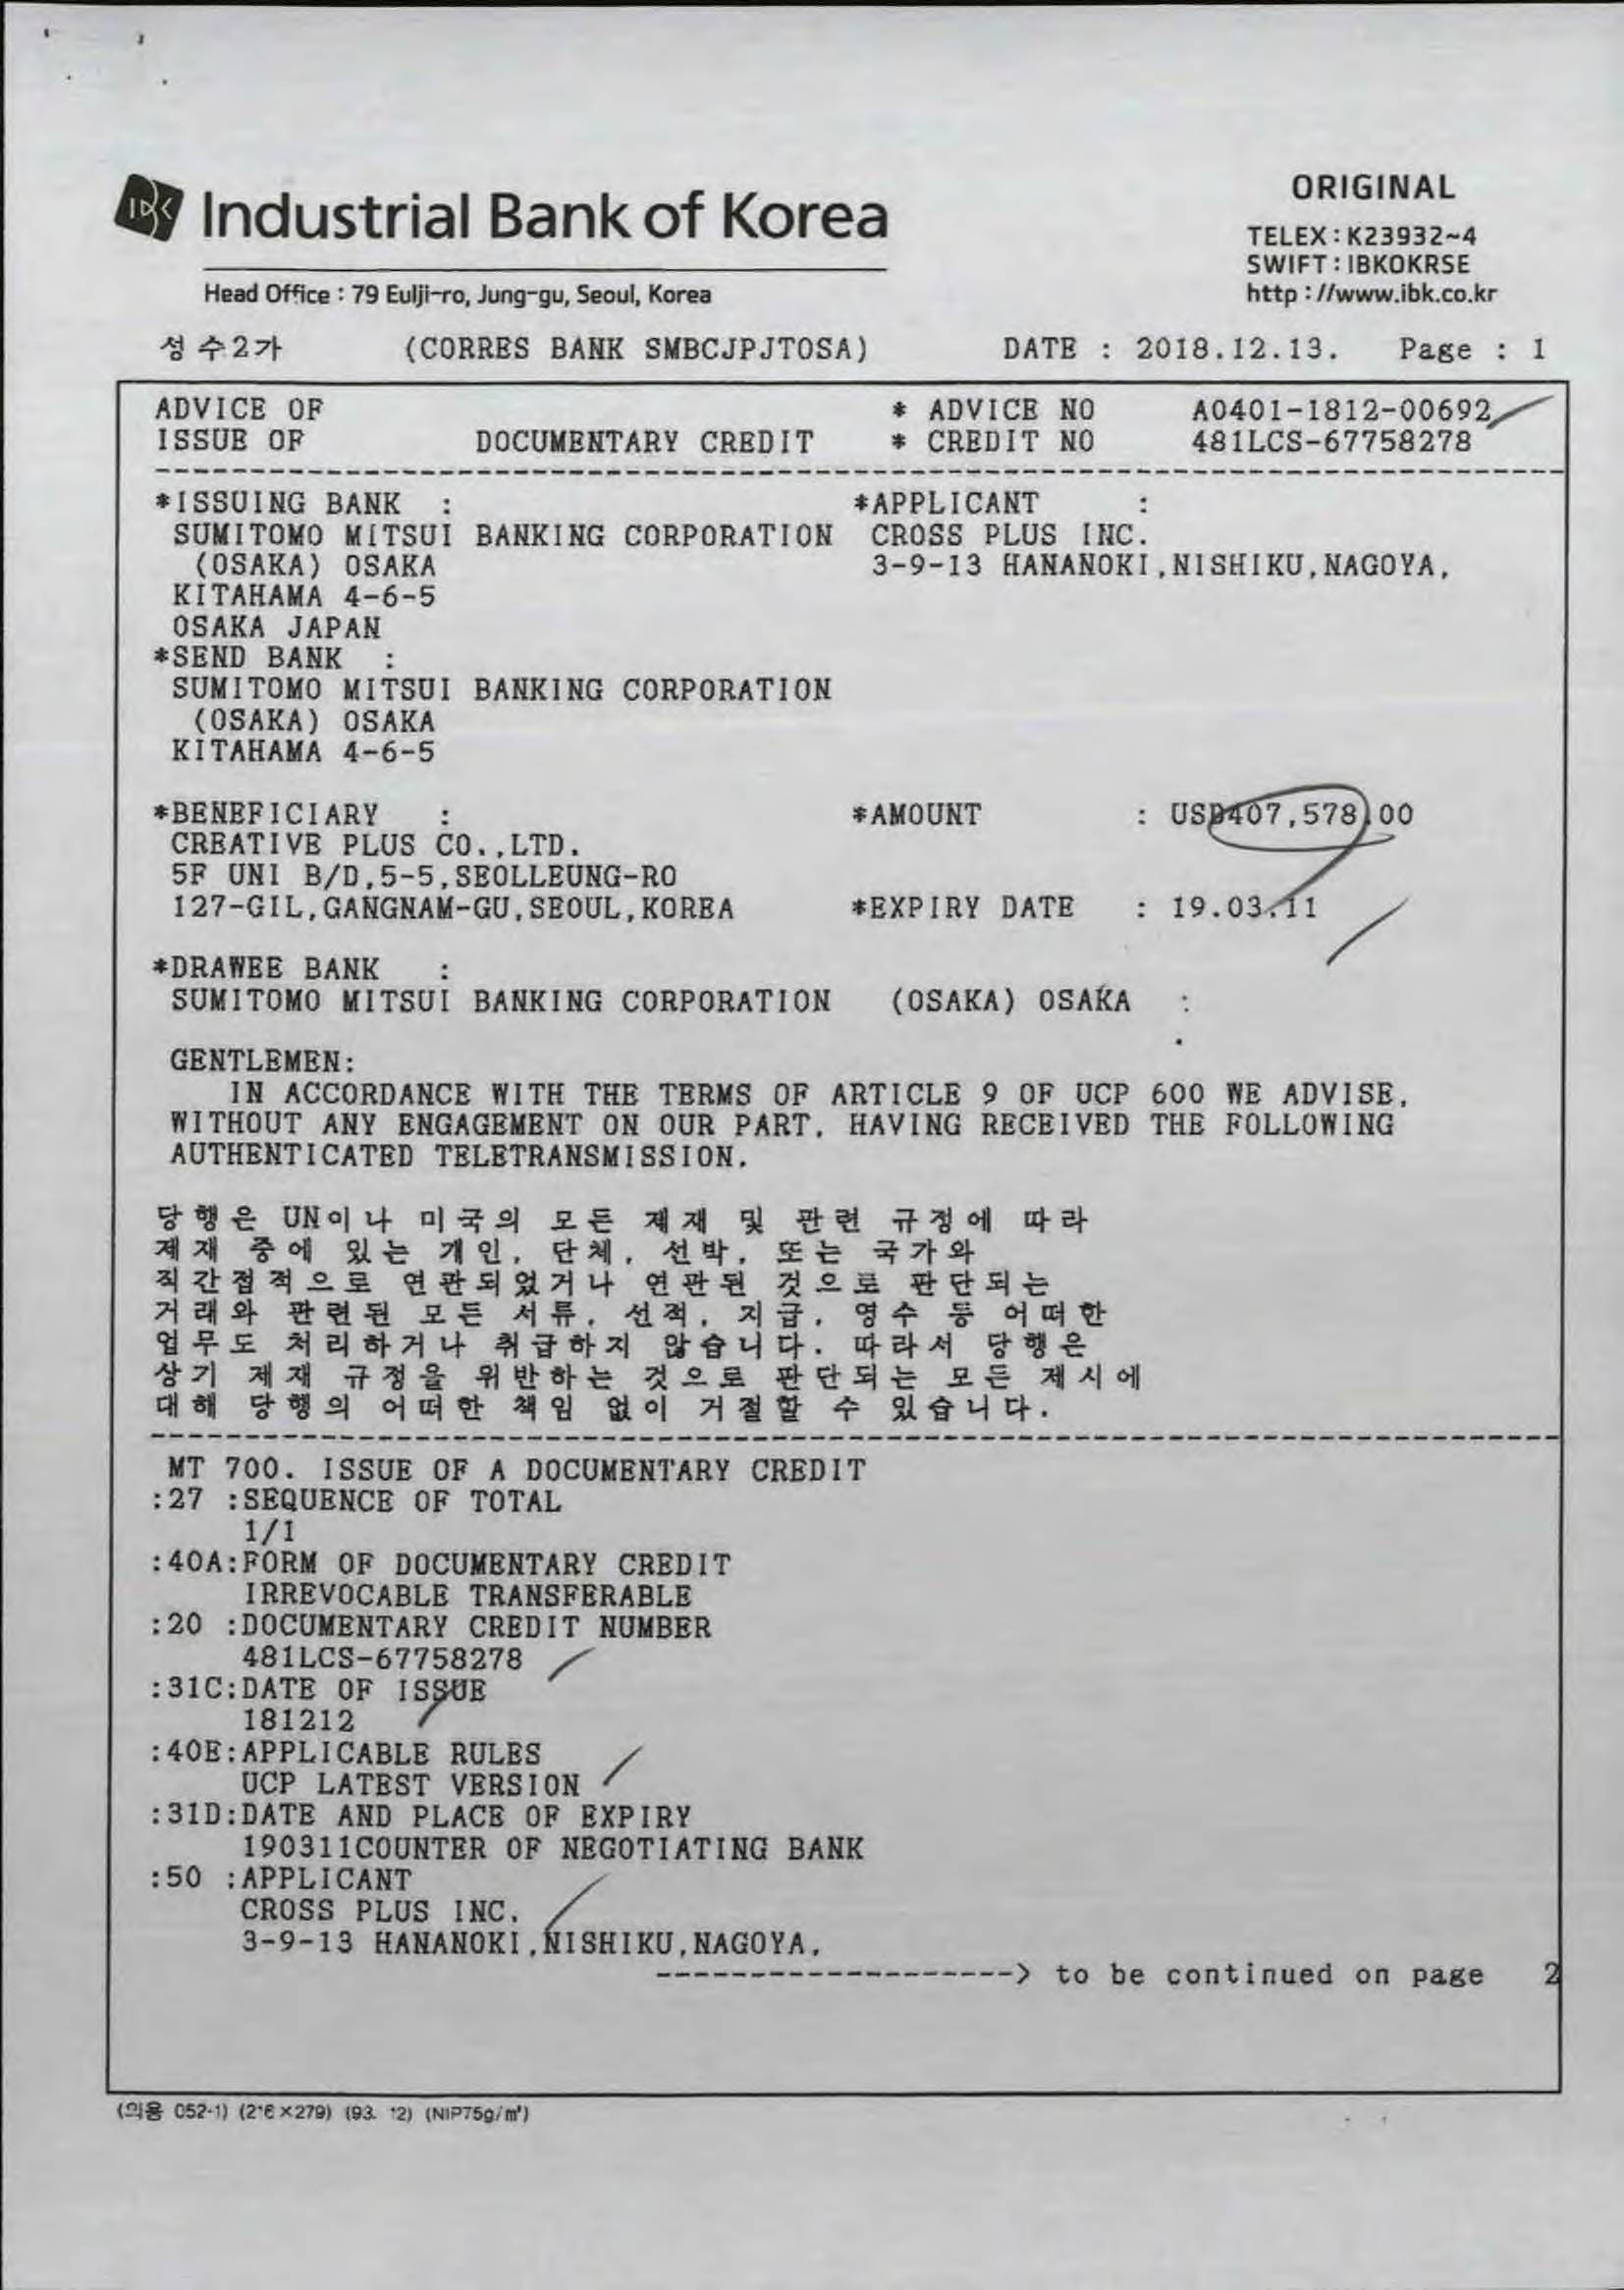 IBK Industrial Bank of Korea
ORIGINAL
TELEX : K23932~4
SWIFT : IBKOKRSE
http : //www.ibk.co.kr
Head Office : 79 Eulji-ro, Jung-gu, Seoul, Korea
성수2가 (CORRES BANK SMBCJPJTOSA) DATE : 2018.12.13. Page : 1
ADVICE OF * ADVICE NO A0401-1812-00692
ISSUE OF DOCUMENTARY CREDIT * CREDIT NO 481LCS-67758278
*ISSUING BANK : *APPLICANT :
SUMITOMO MITSUI BANKING CORPORATION CROSS PLUS INC.
(OSAKA) OSAKA 3-9-13 HANANOKI,NISHIKU,NAGOYA,
KITAHAMA 4-6-5
OSAKA JAPAN
*SEND BANK :
SUMITOMO MITSUI BANKING CORPORATION
(OSAKA) OSAKA
KITAHAMA 4-6-5
*BENEFICIARY : *AMOUNT : USD407,578.00
CREATIVE PLUS CO.,LTD.
5F UNI B/D,5-5,SEOLLEUNG-RO
127-GIL,GANGNAM-GU,SEOUL,KOREA *EXPIRY DATE : 19.03.11
*DRAWEE BANK :
SUMITOMO MITSUI BANKING CORPORATION (OSAKA) OSAKA :
GENTLEMEN:
IN ACCORDANCE WITH THE TERMS OF ARTICLE 9 OF UCP 600 WE ADVISE,
WITHOUT ANY ENGAGEMENT ON OUR PART, HAVING RECEIVED THE FOLLOWING
AUTHENTICATED TELETRANSMISSION.
당행은 UN이나 미국의 모든 제재 및 관련 규정에 따라
제재 중에 있는 개인, 단체, 선박, 또는 국가와
직간접적으로 연관되었거나 연관된 것으로 판단되는
거래와 관련된 모든 서류, 선적, 지급, 영수 등 어떠한
업무도 처리하거나 취급하지 않습니다. 따라서 당행은
상기 제재 규정을 위반하는 것으로 판단되는 모든 제시에
대해 당행의 어떠한 책임 없이 거절할 수 있습니다.
MT 700. ISSUE OF A DOCUMENTARY CREDIT
:27 :SEQUENCE OF TOTAL
1/1
:40A:FORM OF DOCUMENTARY CREDIT
IRREVOCABLE TRANSFERABLE
:20 :DOCUMENTARY CREDIT NUMBER
481LCS-67758278
:31C:DATE OF ISSUE
181212
:40E:APPLICABLE RULES
UCP LATEST VERSION
:31D:DATE AND PLACE OF EXPIRY
190311COUNTER OF NEGOTIATING BANK
:50 :APPLICANT
CROSS PLUS INC.
3-9-13 HANANOKI,NISHIKU,NAGOYA,
-------------------> to be continued on page 2
(외용 052-1) (216×279) (93. 12) (NIP75g/㎡)